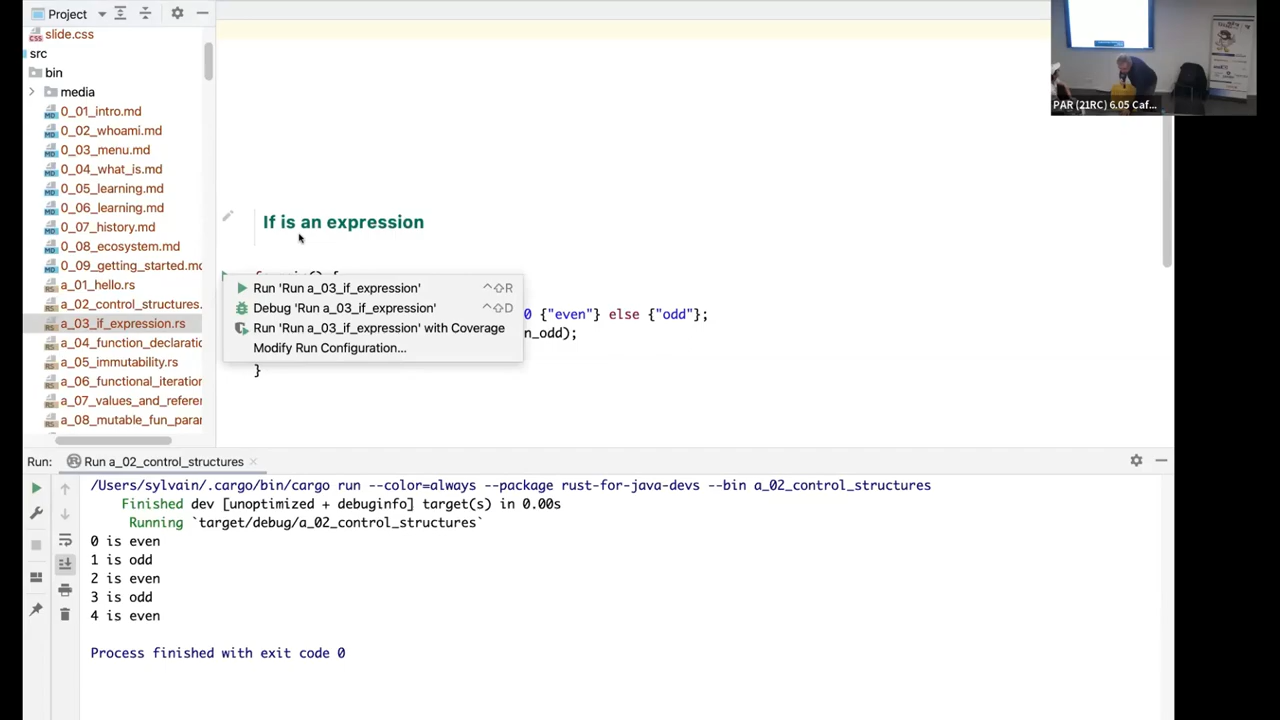 Project
slide.css
src
bin
media
0_01_intro.md
0_02_whoami.md
0_03_menu.md
0_04_what_is.md
0_05_learning.md
0_06_learning.md
0_07_history.md
0_08_ecosystem.md
0_09_getting_started.md
a_01_hello.rs
a_02_control_structures.
a_03_if_expression.rs
a_04_function_declaratio
a_05_immutability.rs
a_06_functional_iteration
a_07_values_and_referen
a_08_mutable_fun_parar
PAR (21RC) 6.05 Caf...
If is an expression
Run 'Run a_03_if_expression' ^⇧R
Debug 'Run a_03_if_expression' ^⇧D
Run 'Run a_03_if_expression' with Coverage
Modify Run Configuration...
0 {"even"} else {"odd"};
n_odd);
}
Run: Run a_02_control_structures
/Users/sylvain/.cargo/bin/cargo run --color=always --package rust-for-java-devs --bin a_02_control_structures
Finished dev [unoptimized + debuginfo] target(s) in 0.00s
Running `target/debug/a_02_control_structures`
0 is even
1 is odd
2 is even
3 is odd
4 is even
Process finished with exit code 0